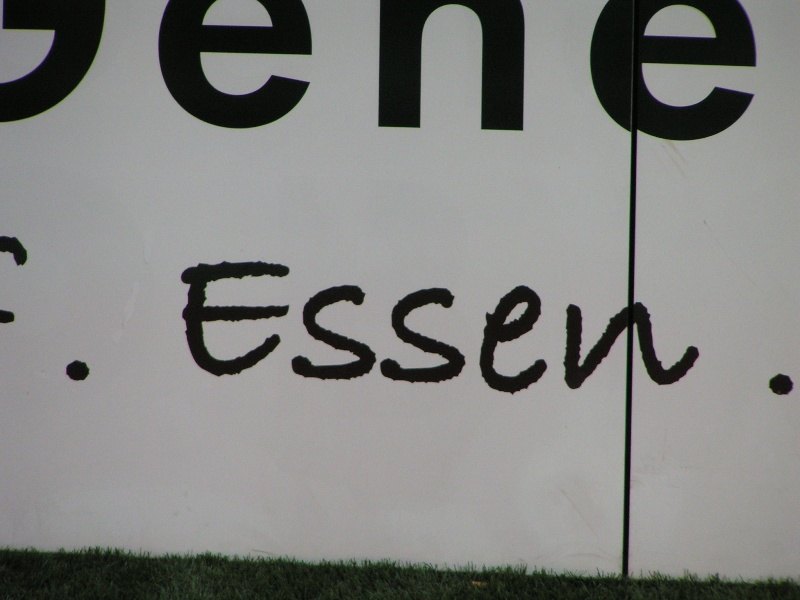 Gene
f. Essen.